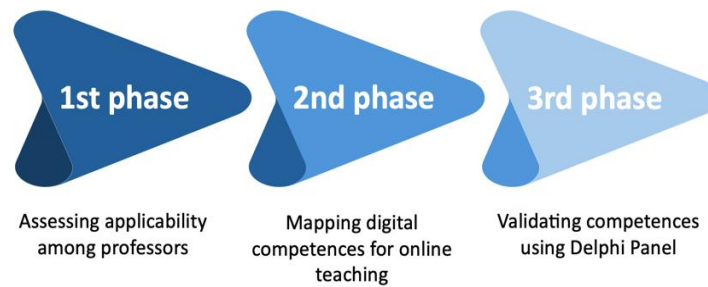 1st phase
2nd phase
3rd phase
Assessing applicability
among professors
Mapping digital
competences for online
teaching
Validating competences
using Delphi Panel